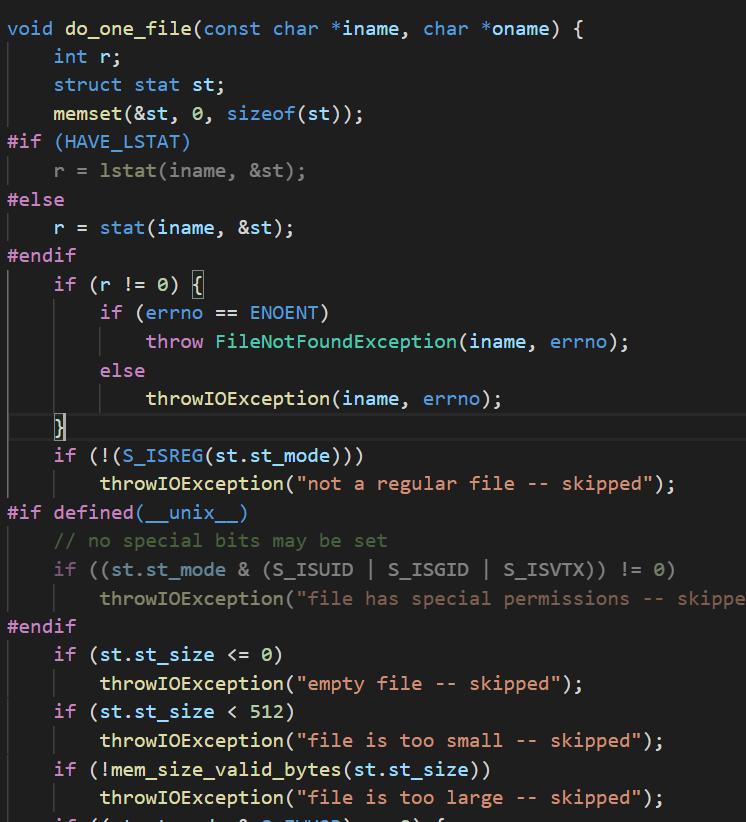 void do_one_file(const char *iname, char *oname) {
    int r;
    struct stat st;
    memset(&st, 0, sizeof(st));
#if (HAVE_LSTAT)
    r = lstat(iname, &st);
#else
    r = stat(iname, &st);
#endif
    if (r != 0) {
        if (errno == ENOENT)
            throw FileNotFoundException(iname, errno);
        else
            throwIOException(iname, errno);
    }
    if (!(S_ISREG(st.st_mode)))
        throwIOException("not a regular file -- skipped");
#if defined(__unix__)
    // no special bits may be set
    if ((st.st_mode & (S_ISUID | S_ISGID | S_ISVTX)) != 0)
        throwIOException("file has special permissions -- skippe
#endif
    if (st.st_size <= 0)
        throwIOException("empty file -- skipped");
    if (st.st_size < 512)
        throwIOException("file is too small -- skipped");
    if (!mem_size_valid_bytes(st.st_size))
        throwIOException("file is too large -- skipped");